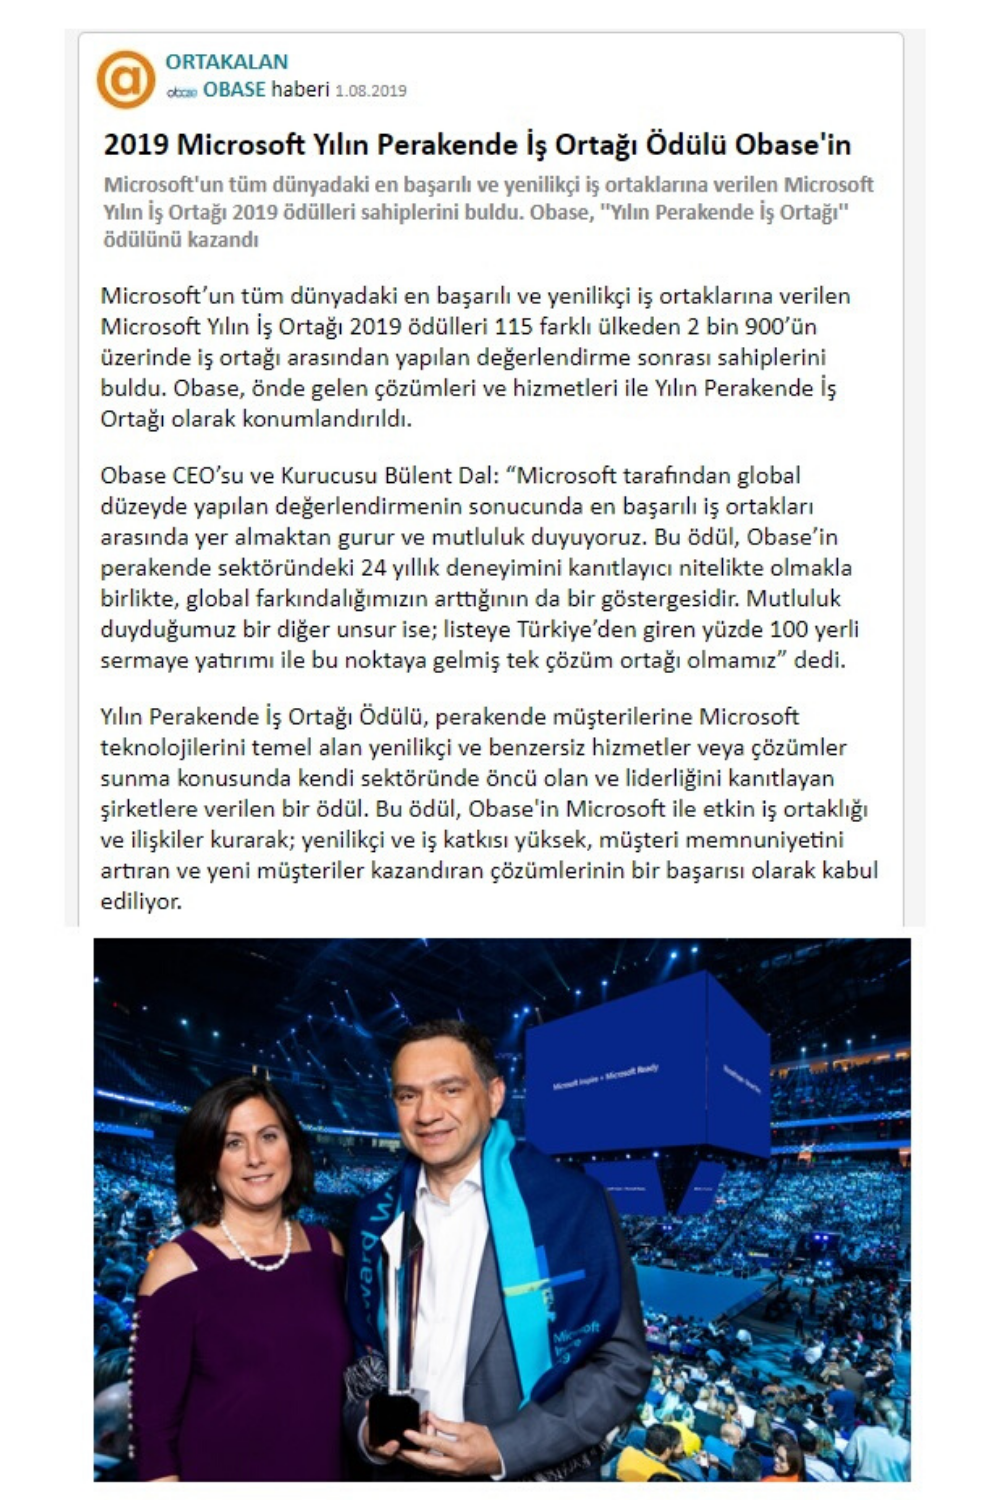 ORTAKALAN
obase OBASE haberi 1.08.2019
2019 Microsoft Yılın Perakende İş Ortağı Ödülü Obase'in
Microsoft'un tüm dünyadaki en başarılı ve yenilikçi iş ortaklarına verilen Microsoft
Yılın İş Ortağı 2019 ödülleri sahiplerini buldu. Obase, "Yılın Perakende İş Ortağı"
ödülünü kazandı
Microsoft’un tüm dünyadaki en başarılı ve yenilikçi iş ortaklarına verilen
Microsoft Yılın İş Ortağı 2019 ödülleri 115 farklı ülkeden 2 bin 900’ün
üzerinde iş ortağı arasından yapılan değerlendirme sonrası sahiplerini
buldu. Obase, önde gelen çözümleri ve hizmetleri ile Yılın Perakende İş
Ortağı olarak konumlandırıldı.
Obase CEO’su ve Kurucusu Bülent Dal: “Microsoft tarafından global
düzeyde yapılan değerlendirmenin sonucunda en başarılı iş ortakları
arasında yer almaktan gurur ve mutluluk duyuyoruz. Bu ödül, Obase’in
perakende sektöründeki 24 yıllık deneyimini kanıtlayıcı nitelikte olmakla
birlikte, global farkındalığımızın arttığının da bir göstergesidir. Mutluluk
duyduğumuz bir diğer unsur ise; listeye Türkiye’den giren yüzde 100 yerli
sermaye yatırımı ile bu noktaya gelmiş tek çözüm ortağı olmamız” dedi.
Yılın Perakende İş Ortağı Ödülü, perakende müşterilerine Microsoft
teknolojilerini temel alan yenilikçi ve benzersiz hizmetler veya çözümler
sunma konusunda kendi sektöründe öncü olan ve liderliğini kanıtlayan
şirketlere verilen bir ödül. Bu ödül, Obase'in Microsoft ile etkin iş ortaklığı
ve ilişkiler kurarak; yenilikçi ve iş katkısı yüksek, müşteri memnuniyetini
artıran ve yeni müşteriler kazandıran çözümlerinin bir başarısı olarak kabul
ediliyor.
Microsoft Inspire + Microsoft Ready
Award W
Microsoft